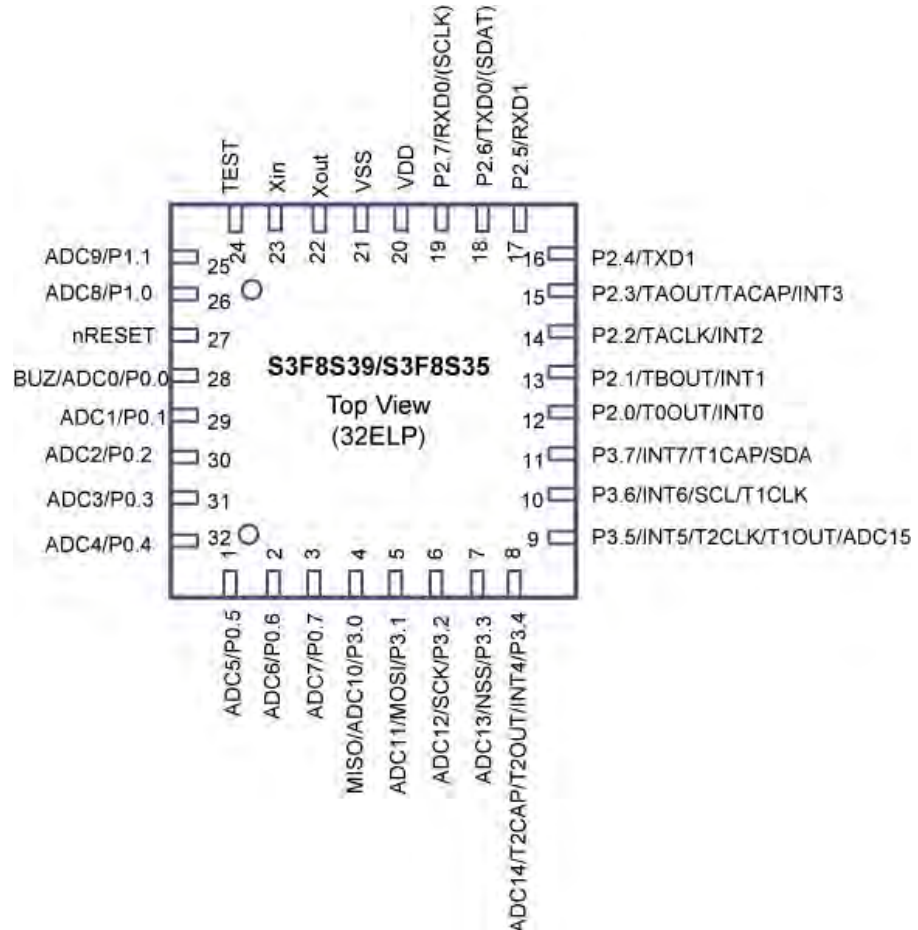 TEST
Xin
Xout
VSS
VDD
P2.7/RXD0/(SCLK)
P2.6/TXD0/(SDAT)
P2.5/RXD1
24
23
22
21
20
19
18
17
ADC9/P1.1
25
ADC8/P1.0
26
nRESET
27
BUZ/ADC0/P0.0
28
ADC1/P0.1
29
ADC2/P0.2
30
ADC3/P0.3
31
ADC4/P0.4
32
S3F8S39/S3F8S35
Top View
(32ELP)
16
P2.4/TXD1
15
P2.3/TAOUT/TACAP/INT3
14
P2.2/TACLK/INT2
13
P2.1/TBOUT/INT1
12
P2.0/T0OUT/INT0
11
P3.7/INT7/T1CAP/SDA
10
P3.6/INT6/SCL/T1CLK
9
P3.5/INT5/T2CLK/T1OUT/ADC15
1
2
3
4
5
6
7
8
ADC5/P0.5
ADC6/P0.6
ADC7/P0.7
MISO/ADC10/P3.0
ADC11/MOSI/P3.1
ADC12/SCK/P3.2
ADC13/NSS/P3.3
ADC14/T2CAP/T2OUT/INT4/P3.4